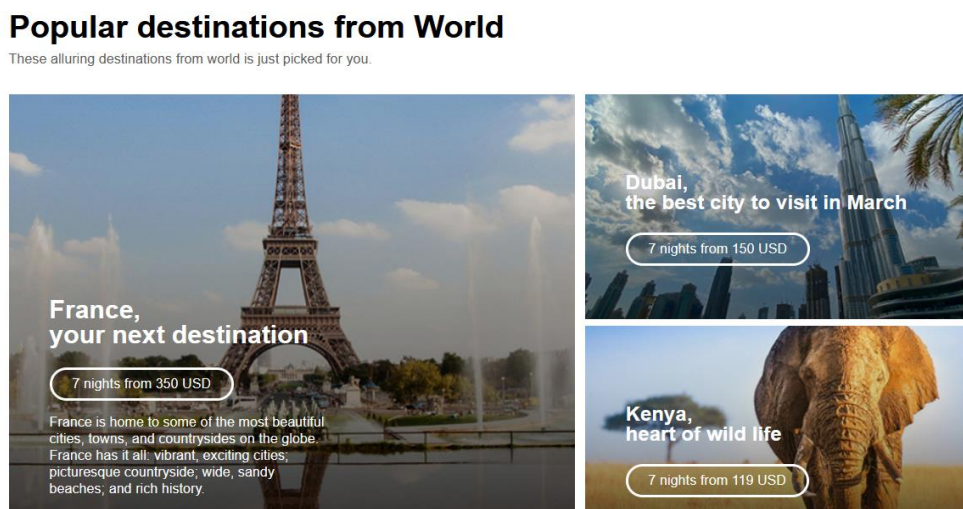 Popular destinations from World
These alluring destinations from world is just picked for you.
France,
your next destination
7 nights from 350 USD
France is home to some of the most beautiful
cities, towns, and countrysides on the globe.
France has it all: vibrant, exciting cities;
picturesque countryside; wide, sandy
beaches; and rich history.
Dubai,
the best city to visit in March
7 nights from 150 USD
Kenya,
heart of wild life
7 nights from 119 USD